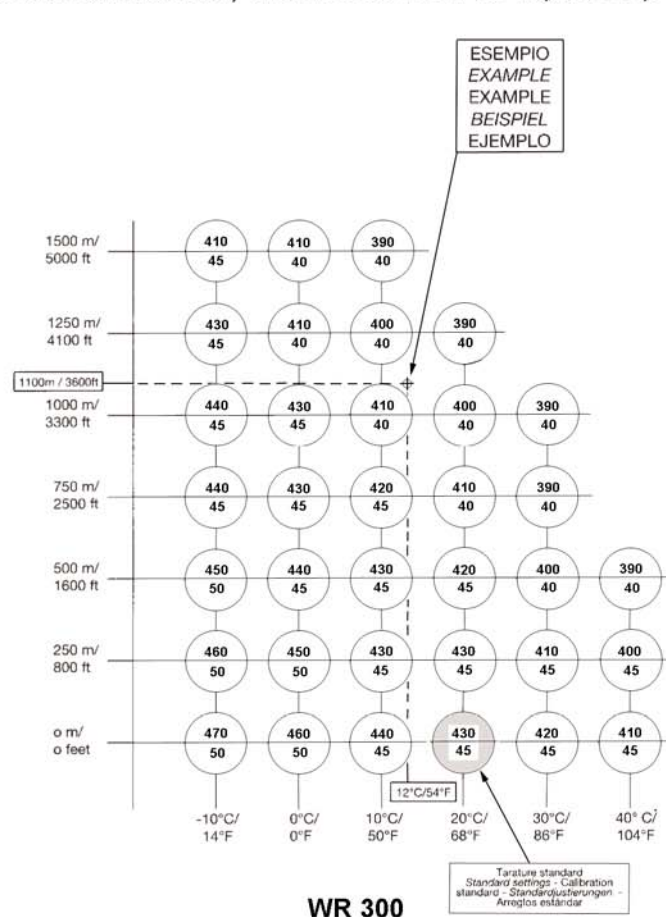 ESEMPIO
EXAMPLE
EXAMPLE
BEISPIEL
EJEMPLO
1500 m/
5000 ft
410
45
410
40
390
40
1250 m/
4100 ft
430
45
410
40
400
40
390
40
1100m / 3600ft
1000 m/
3300 ft
440
45
430
45
410
40
400
40
390
40
750 m/
2500 ft
440
45
430
45
420
45
410
40
390
40
500 m/
1600 ft
450
50
440
45
430
45
420
45
400
40
390
40
250 m/
800 ft
460
50
450
50
430
45
430
45
410
45
400
45
o m/
o feet
470
50
460
50
440
45
430
45
420
45
410
45
12°C/54°F
-10°C/
14°F
0°C/
0°F
10°C/
50°F
20°C/
68°F
30°C/
86°F
40° C/
104°F
Tarature standard
Standard settings - Calibration
standard - Standardjustierungen -
Arreglos estándar
WR 300